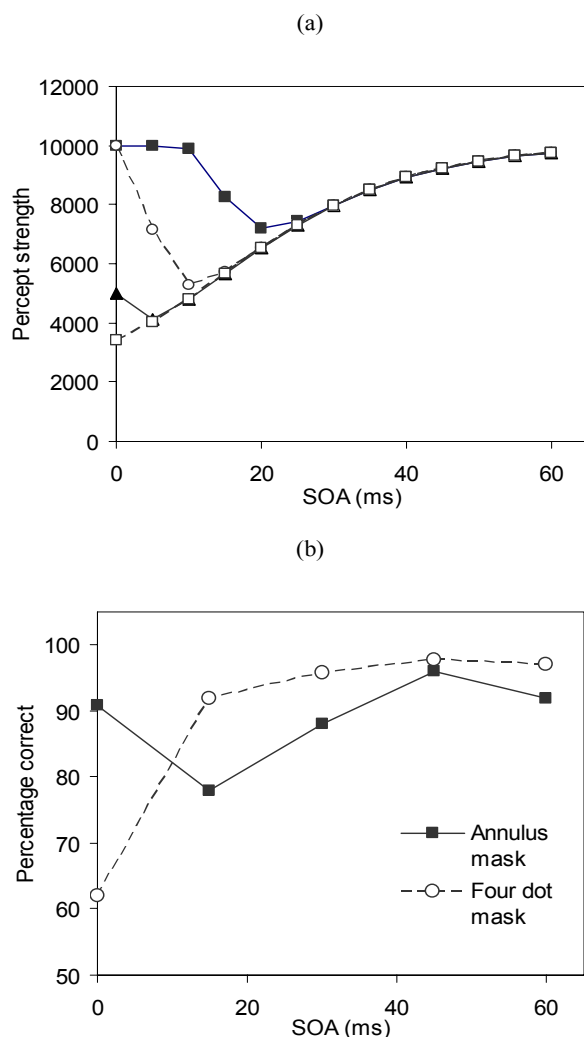 (a)
12000
10000
8000
6000
4000
2000
0
Percept strength
0 20 40 60
SOA (ms)
(b)
100
90
80
70
60
50
Percentage correct
Annulus
mask
Four dot
mask
0 20 40 60
SOA (ms)